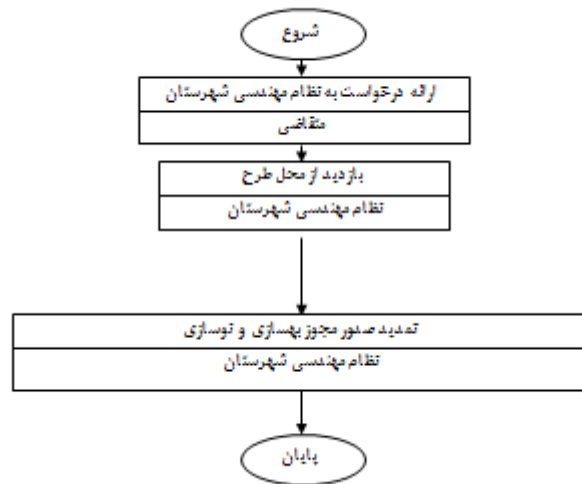 شروع
ارائه درخواست به نظام مهندسی شهرستان
متقاضی
بازدید از محل طرح
نظام مهندسی شهرستان
تمدید صدور مجوز بهسازی و نوسازی
نظام مهندسی شهرستان
پایان